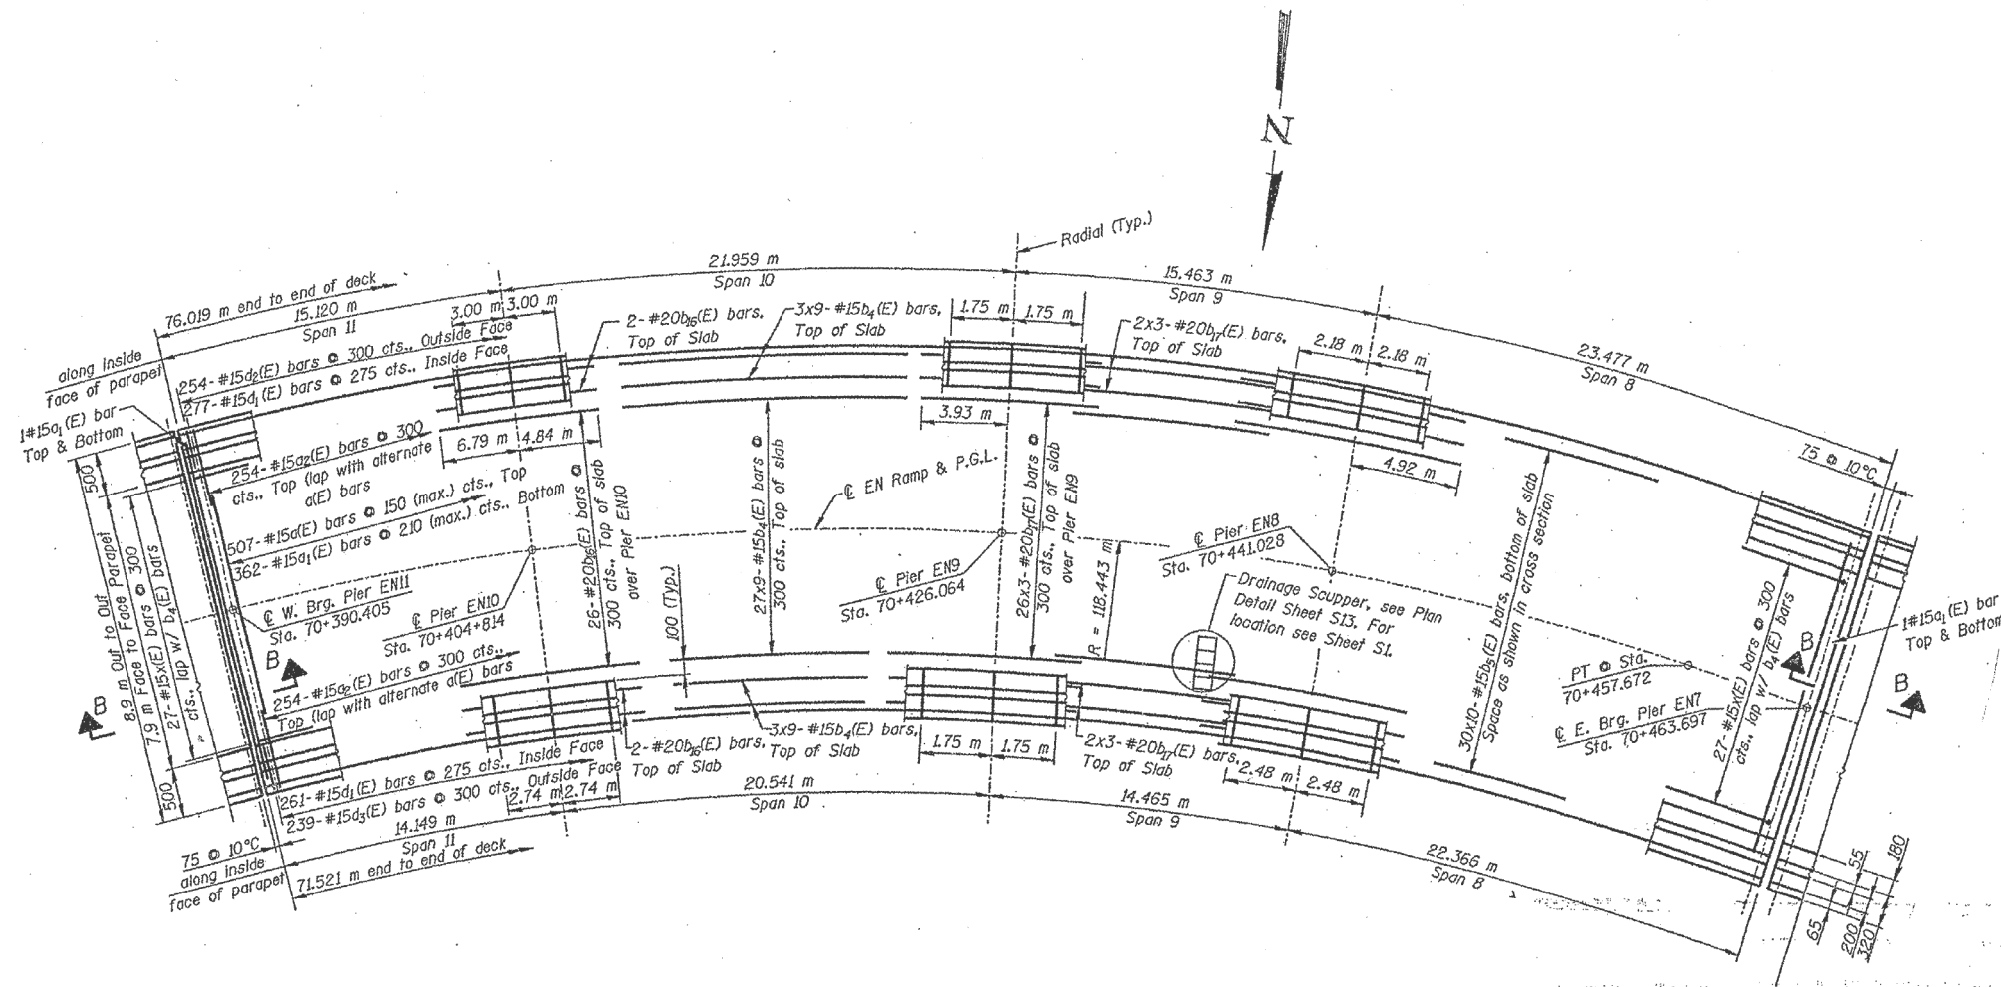 N
Radial (Typ.)
76.019 m end to end of deck
15.120 m
Span 11
21.959 m
Span 10
15.463 m
Span 9
23.477 m
Span 8
along inside
face of parapet
254-#15d2(E) bars @ 300 cts., Outside Face
277-#15d1(E) bars @ 275 cts., Inside Face
3.00 m
3.00 m
2-#20b16(E) bars,
Top of Slab
3x9-#15b4(E) bars,
Top of Slab
1.75 m
1.75 m
2x3-#20b17(E) bars,
Top of Slab
2.18 m
2.18 m
1#15a1(E) bar
Top & Bottom
500
254-#15a2(E) bars @ 300
cts., Top (lap with alternate
a(E) bars
6.79 m
4.84 m
3.93 m
4.92 m
75 @ 10°C
507-#15a(E) bars @ 150 (max.) cts., Top
362-#15a1(E) bars @ 210 (max.) cts., Bottom
8.9 m Out to Out
7.9 m Face to Face Parapet
27-#15x(E) bars @ 300
cts., lap w/ b4(E) bars
500
℄ W. Brg. Pier EN11
Sta. 70+390.405
℄ Pier EN10
Sta. 70+404+814
26-#20b16(E) bars @
300 cts., Top of slab
over Pier EN10
100 (Typ.)
27x9-#15b4(E) bars @
300 cts., Top of slab
℄ EN Ramp & P.G.L.
℄ Pier EN9
Sta. 70+426.064
26x3-#20b17(E) bars @
300 cts., Top of slab
over Pier EN9
R = 118.443 m
℄ Pier EN8
Sta. 70+441.028
Drainage Scupper, see Plan
Detail Sheet S13. For
location see Sheet S1.
30x10-#15b5(E) bars, bottom of slab
Space as shown in cross section
PT @ Sta.
70+457.672
℄ E. Brg. Pier EN7
Sta. 70+463.697
27-#15x(E) bars @ 300
cts., lap w/ b4(E) bars
1#15a1(E) bar
Top & Bottom
B
B
B
B
254-#15a2(E) bars @ 300 cts.,
Top (lap with alternate a(E) bars
261-#15d1(E) bars @ 275 cts., Inside Face
239-#15d3(E) bars @ 300 cts., Outside Face
2-#20b16(E) bars,
Top of Slab
3x9-#15b4(E) bars,
Top of Slab
1.75 m
1.75 m
2x3-#20b17(E) bars,
Top of Slab
2.48 m
2.48 m
2.74 m
2.74 m
14.149 m
Span 11
20.541 m
Span 10
14.465 m
Span 9
22.366 m
Span 8
75 @ 10°C
along inside
face of parapet
71.521 m end to end of deck
55
180
65
200
320